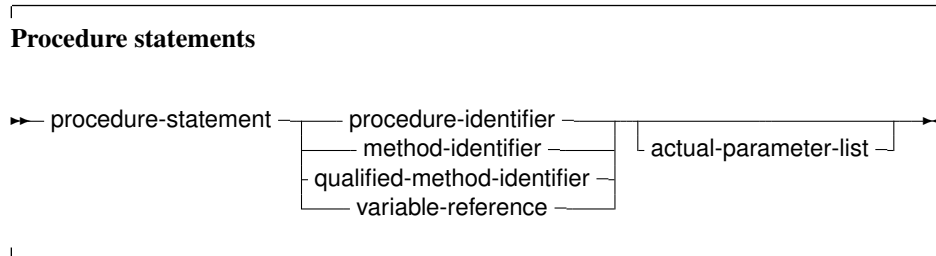 Procedure statements
procedure-statement procedure-identifier
method-identifier actual-parameter-list
qualified-method-identifier
variable-reference